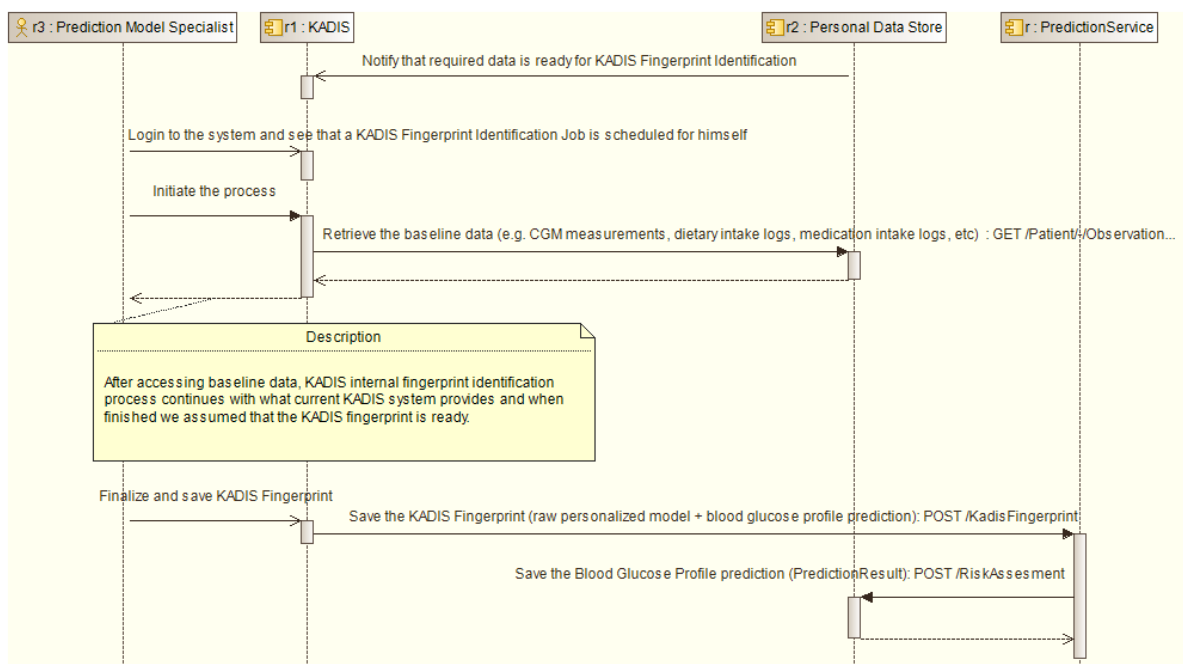 r3 : Prediction Model Specialist
r1 : KADIS
r2 : Personal Data Store
r : PredictionService
Notify that required data is ready for KADIS Fingerprint Identification
Login to the system and see that a KADIS Fingerprint Identification Job is scheduled for himself
Initiate the process
Retrieve the baseline data (e.g. CGM measurements, dietary intake logs, medication intake logs, etc) : GET /Patient/-/Observation...
Description
After accessing baseline data, KADIS internal fingerprint identification
process continues with what current KADIS system provides and when
finished we assumed that the KADIS fingerprint is ready.
Finalize and save KADIS Fingerprint
Save the KADIS Fingerprint (raw personalized model + blood glucose profile prediction): POST /KadisFingerprint
Save the Blood Glucose Profile prediction (PredictionResult): POST /RiskAssesment